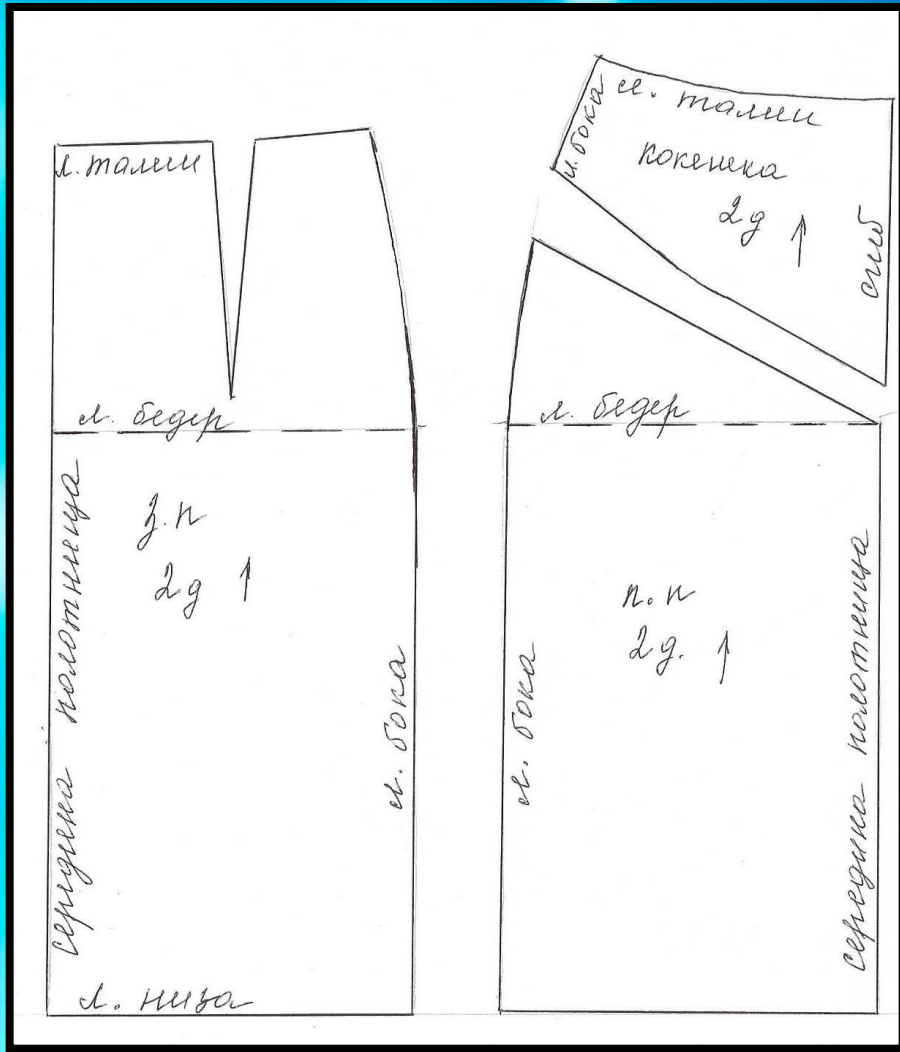 л. талии
л. бедер
середина полотнища
з.п
2д
л. бока
л. низа
л. бока
л. талии
кокетка
2д
сгиб
л. бедер
п.п
2д.
л. бока
середина полотнища